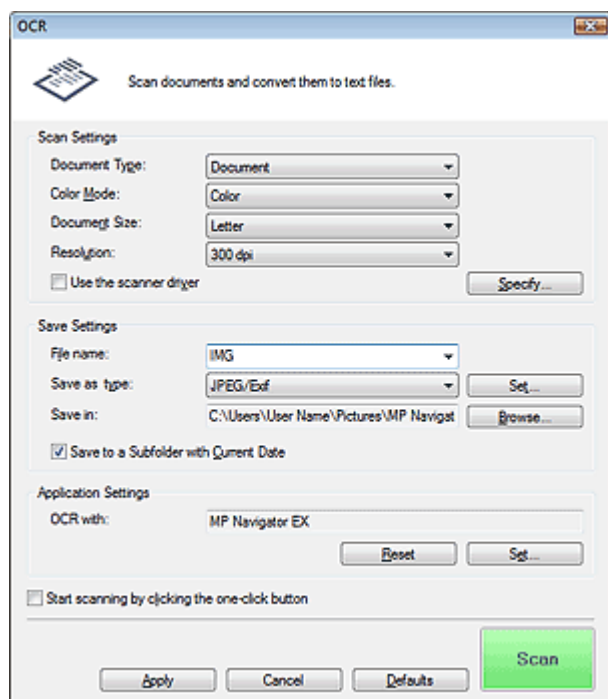 OCR
Scan documents and convert them to text files.
Scan Settings
Document Type: Document
Color Mode: Color
Document Size: Letter
Resolution: 300 dpi
Use the scanner driver Specify...
Save Settings
File name: IMG
Save as type: JPEG/Exif Set...
Save in: C:\Users\User Name\Pictures\MP Navigat Browse...
Save to a Subfolder with Current Date
Application Settings
OCR with: MP Navigator EX
Reset Set...
Start scanning by clicking the one-click button
Scan
Apply Cancel Defaults